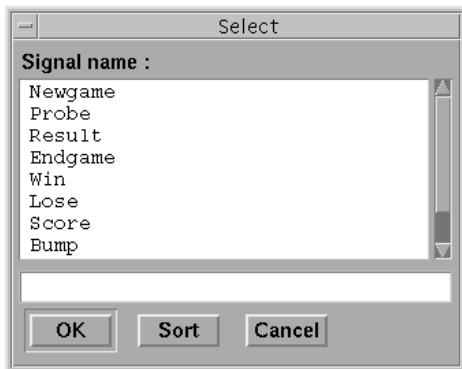 Select
Signal name :
Newgame
Probe
Result
Endgame
Win
Lose
Score
Bump
OK Sort Cancel